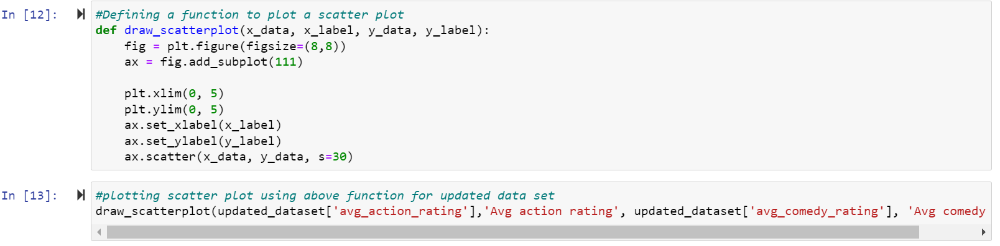 In [12]:
#Defining a function to plot a scatter plot
def draw_scatterplot(x_data, x_label, y_data, y_label):
    fig = plt.figure(figsize=(8,8))
    ax = fig.add_subplot(111)
    plt.xlim(0, 5)
    plt.ylim(0, 5)
    ax.set_xlabel(x_label)
    ax.set_ylabel(y_label)
    ax.scatter(x_data, y_data, s=30)
In [13]:
#plotting scatter plot using above function for updated data set
draw_scatterplot(updated_dataset['avg_action_rating'],'Avg action rating', updated_dataset['avg_comedy_rating'], 'Avg comedy